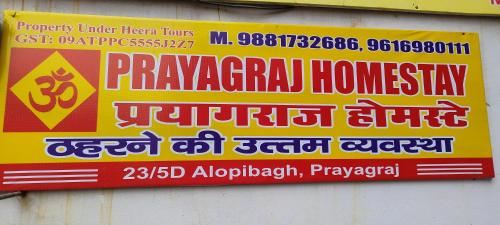 Property Under Heera Tours
GST: 09ATPPC5555J2Z7
M. 9881732686, 9616980111
ॐ
PRAYAGRAJ HOMESTAY
प्रयागराज होमस्टे
ठहरने की उत्तम व्यवस्था
23/5D Alopibagh, Prayagraj